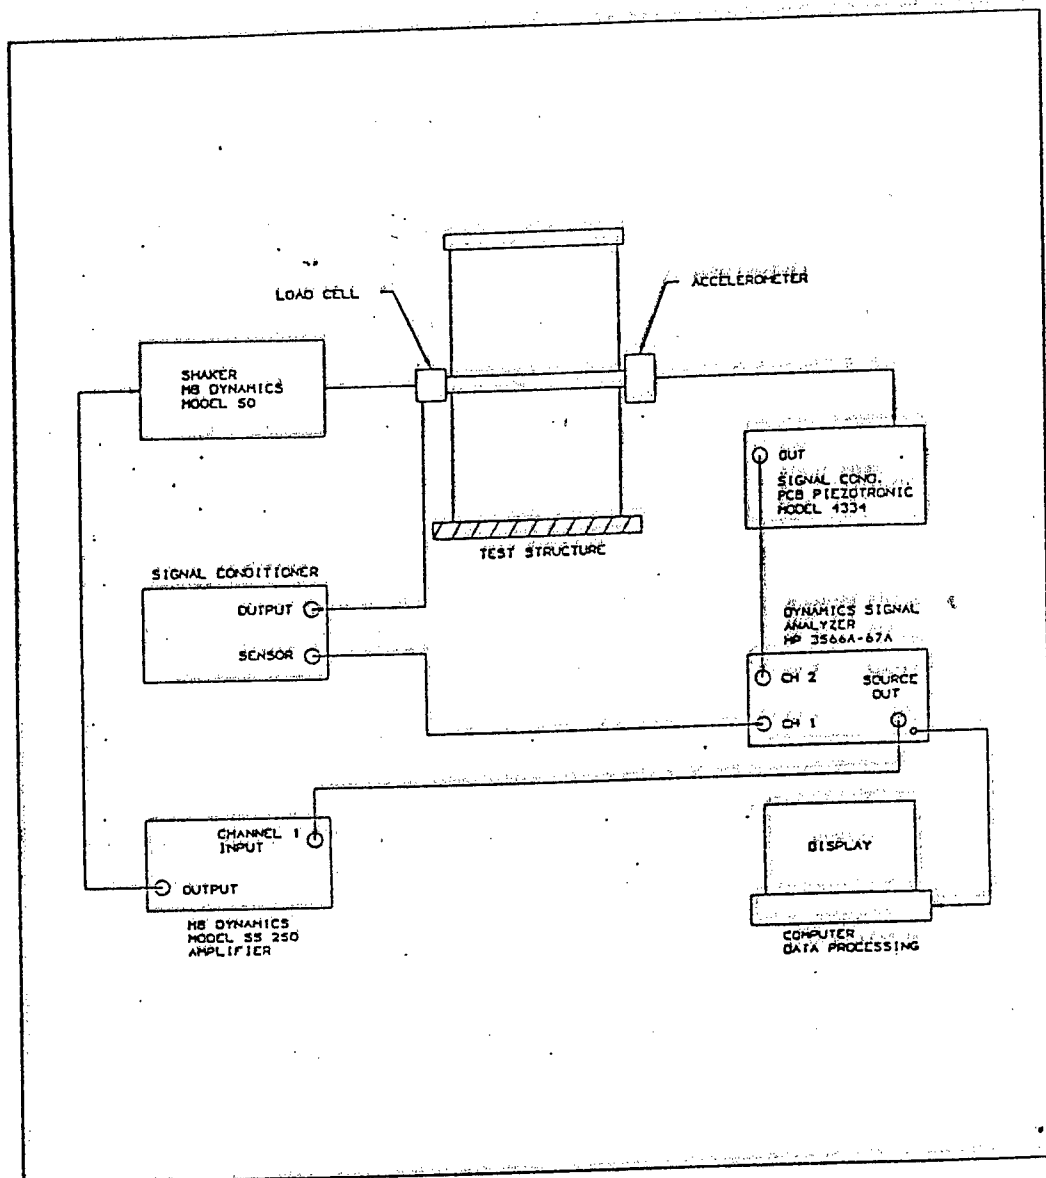 LOAD CELL
ACCELEROMETER
SHAKER
MB DYNAMICS
MODEL 50
OUT
SIGNAL COND.
PCB PIEZOTRONIC
MODEL 4334
TEST STRUCTURE
SIGNAL CONDITIONER
OUTPUT
SENSOR
DYNAMICS SIGNAL
ANALYZER
HP 3566A-67A
CH 2
SOURCE
OUT
CH 1
CHANNEL 1
INPUT
OUTPUT
DISPLAY
MB DYNAMICS
MODEL SS 250
AMPLIFIER
COMPUTER
DATA PROCESSING